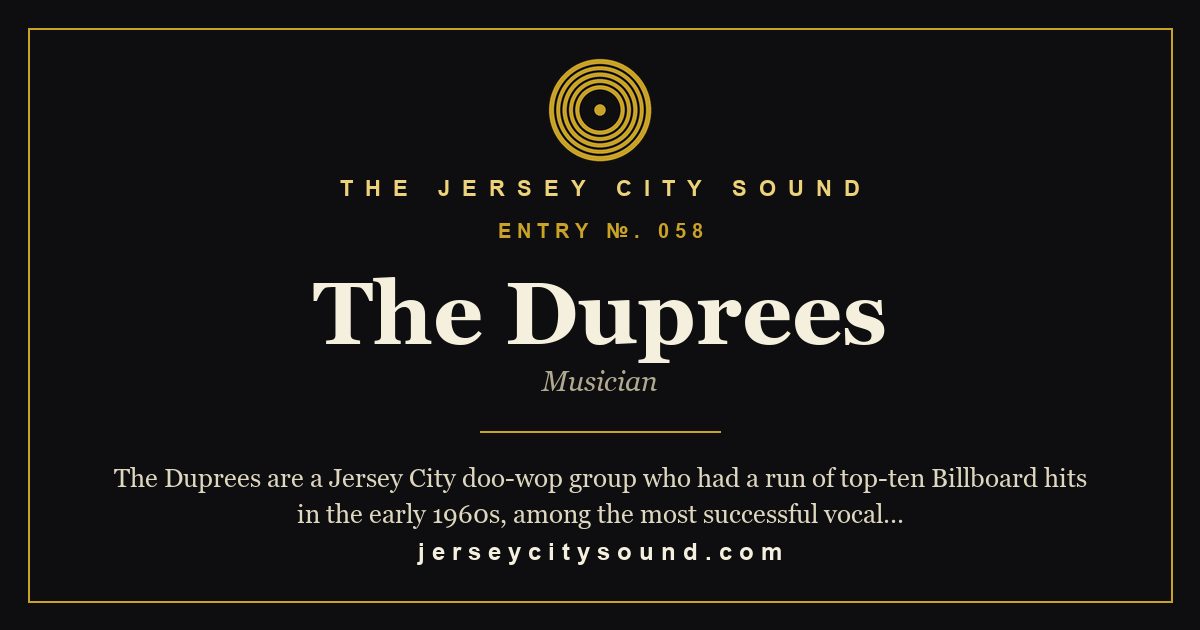 THE JERSEY CITY SOUND
ENTRY №. 058
The Duprees
Musician
The Duprees are a Jersey City doo-wop group who had a run of top-ten Billboard hits
in the early 1960s, among the most successful vocal...
jerseycitysound.com